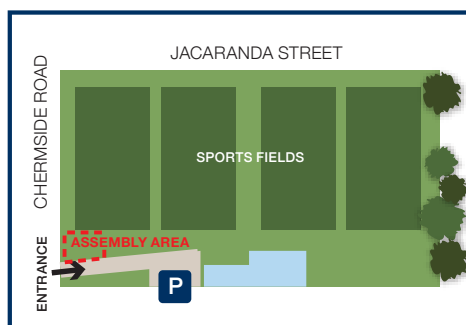 JACARANDA STREET
CHERMSIDE ROAD
SPORTS FIELDS
ASSEMBLY AREA
ENTRANCE
P